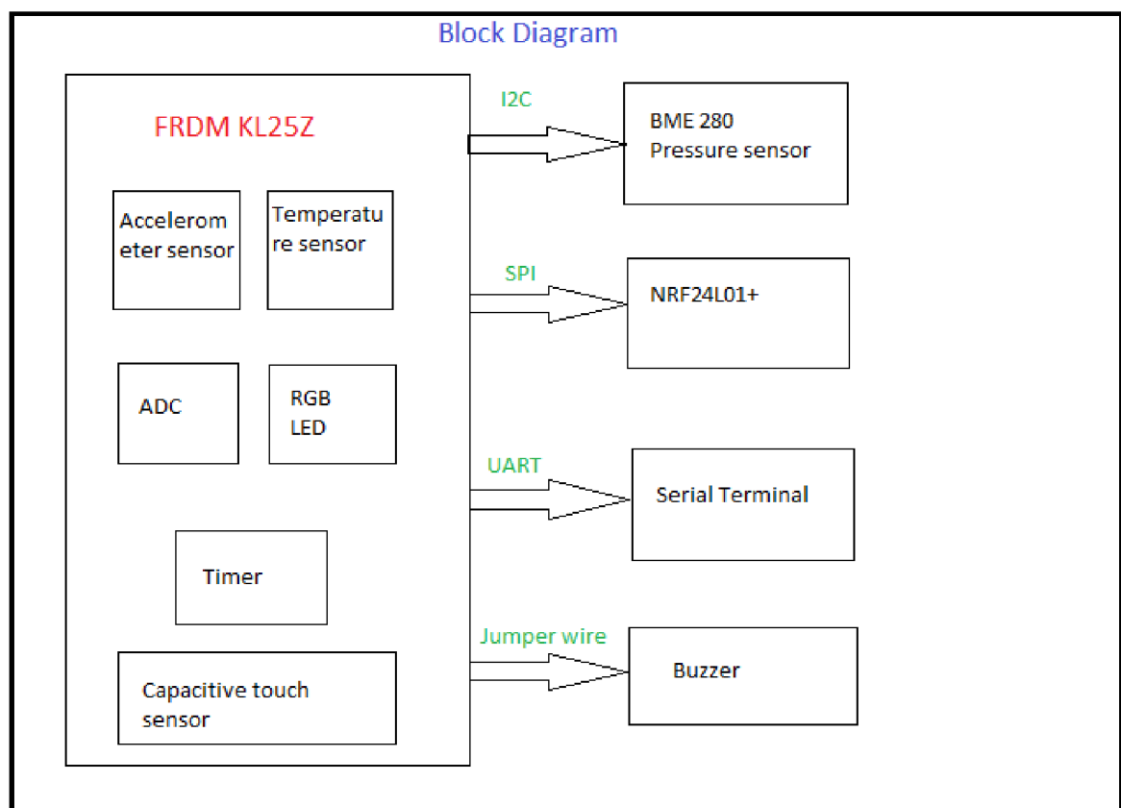 Block Diagram
FRDM KL25Z
Accelerom
eter sensor
Temperatu
re sensor
ADC
RGB
LED
Timer
Capacitive touch
sensor
I2C
BME 280
Pressure sensor
SPI
NRF24L01+
UART
Serial Terminal
Jumper wire
Buzzer